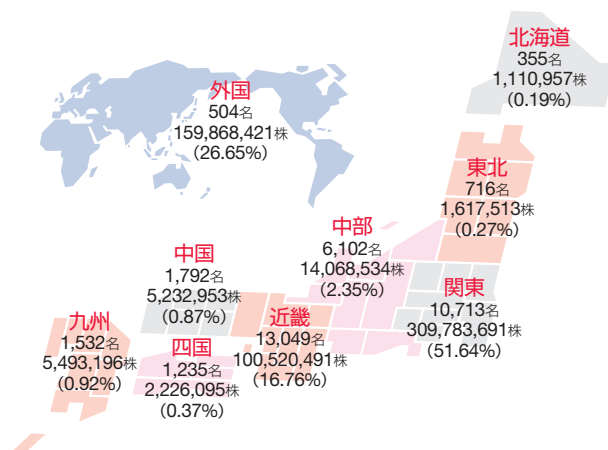 北海道
355名
1,110,957株
(0.19%)
外国
504名
159,868,421株
(26.65%)
東北
716名
1,617,513株
(0.27%)
中部
6,102名
14,068,534株
(2.35%)
中国
1,792名
5,232,953株
(0.87%)
関東
10,713名
309,783,691株
(51.64%)
九州
1,532名
5,493,196株
(0.92%)
近畿
13,049名
100,520,491株
(16.76%)
四国
1,235名
2,226,095株
(0.37%)